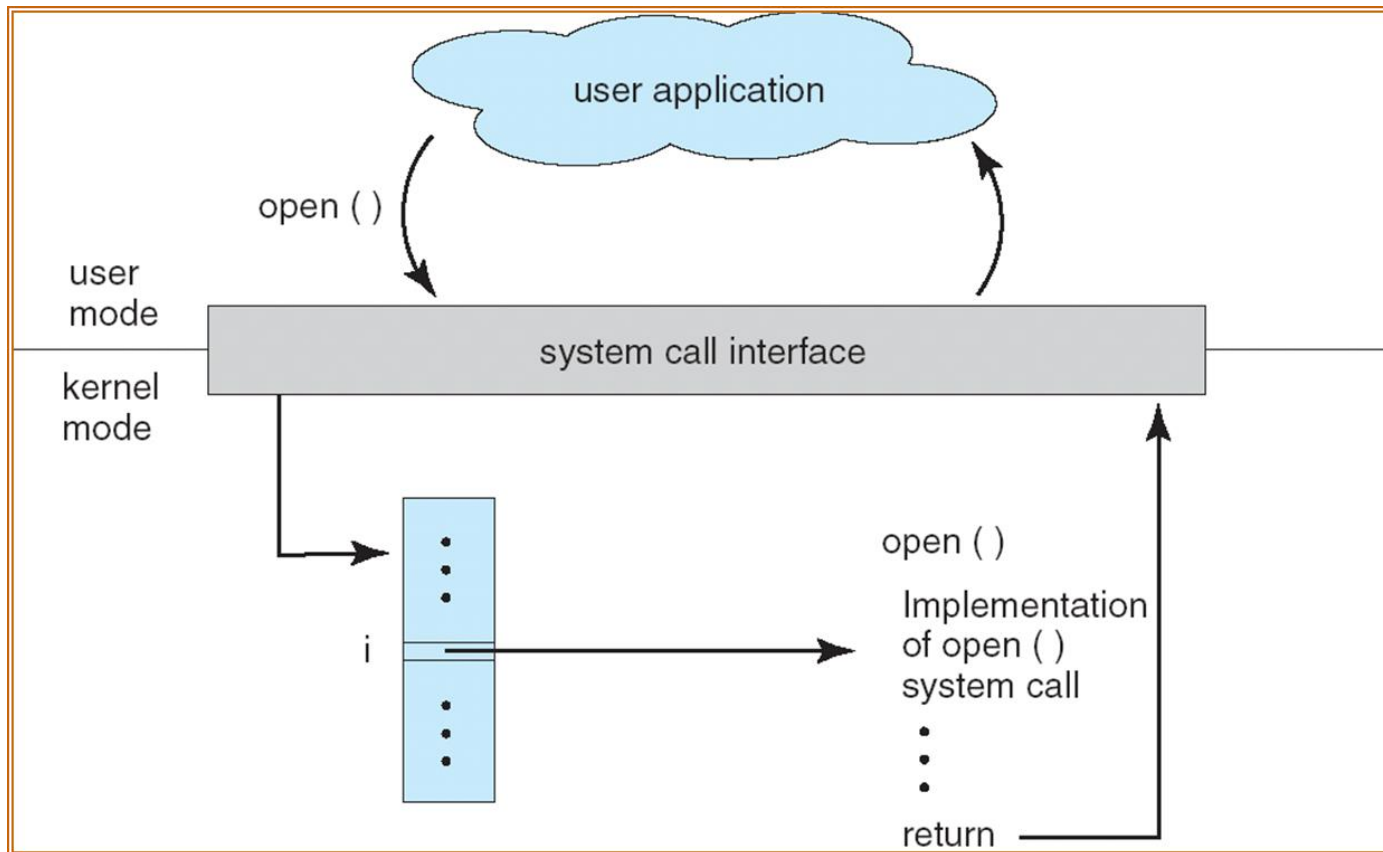 user application
open ( )
user
mode
system call interface
kernel
mode
open ( )
Implementation
of open ( )
system call
i
return